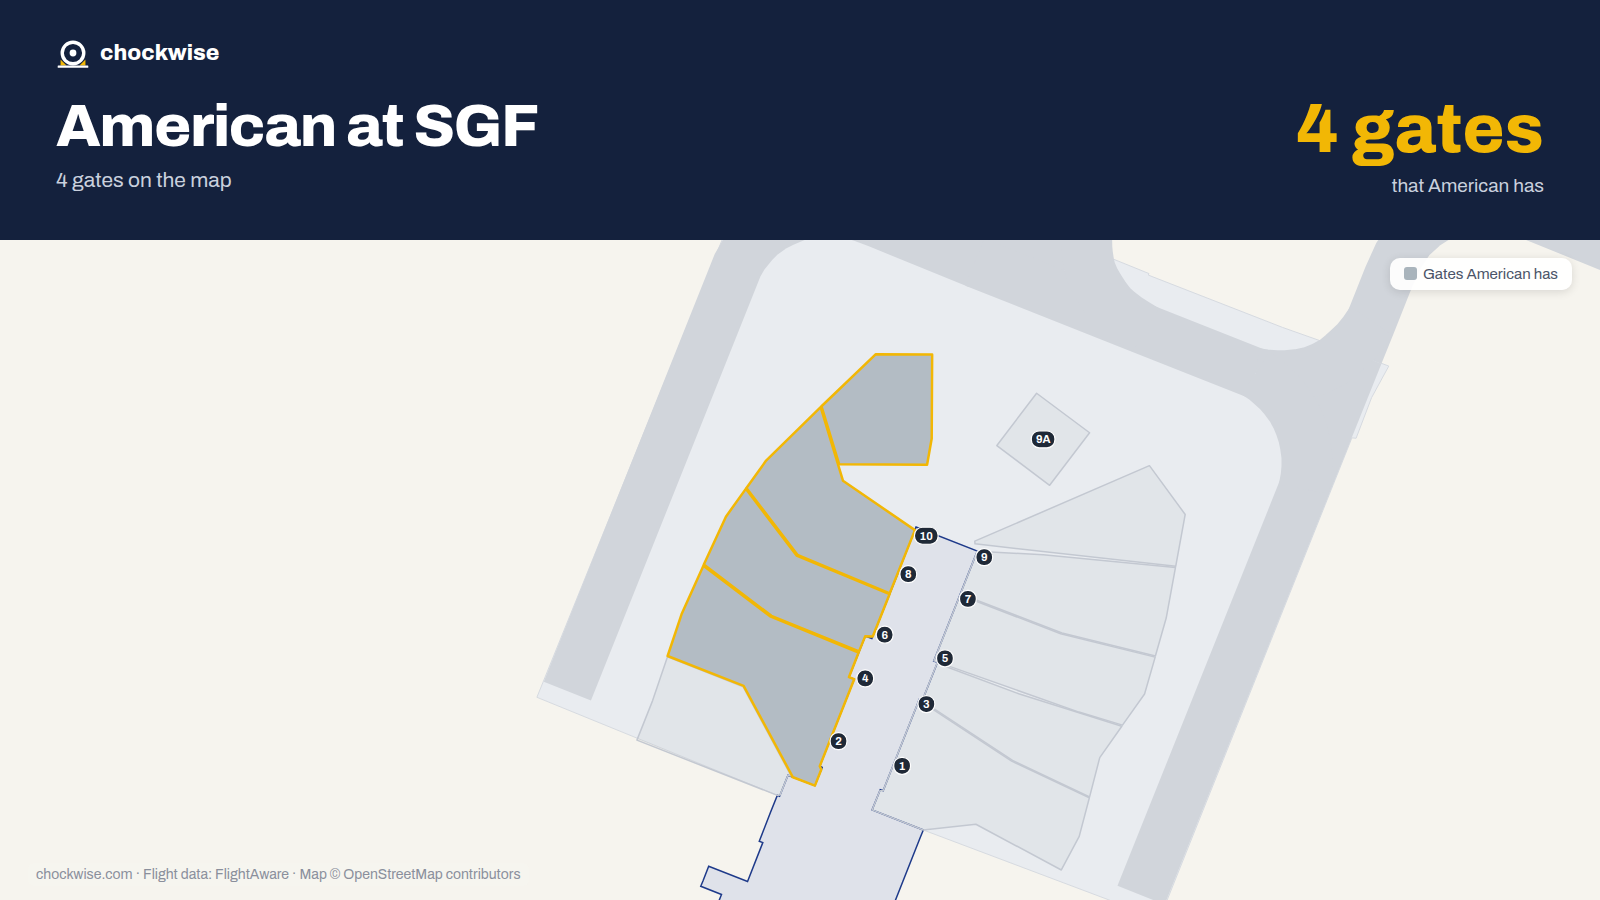 chockwise
American at SGF
4 gates on the map
4 gates
that American has
Gates American has
9A
10
9
8
7
6
5
4
3
2
1
chockwise.com · Flight data: FlightAware · Map © OpenStreetMap contributors